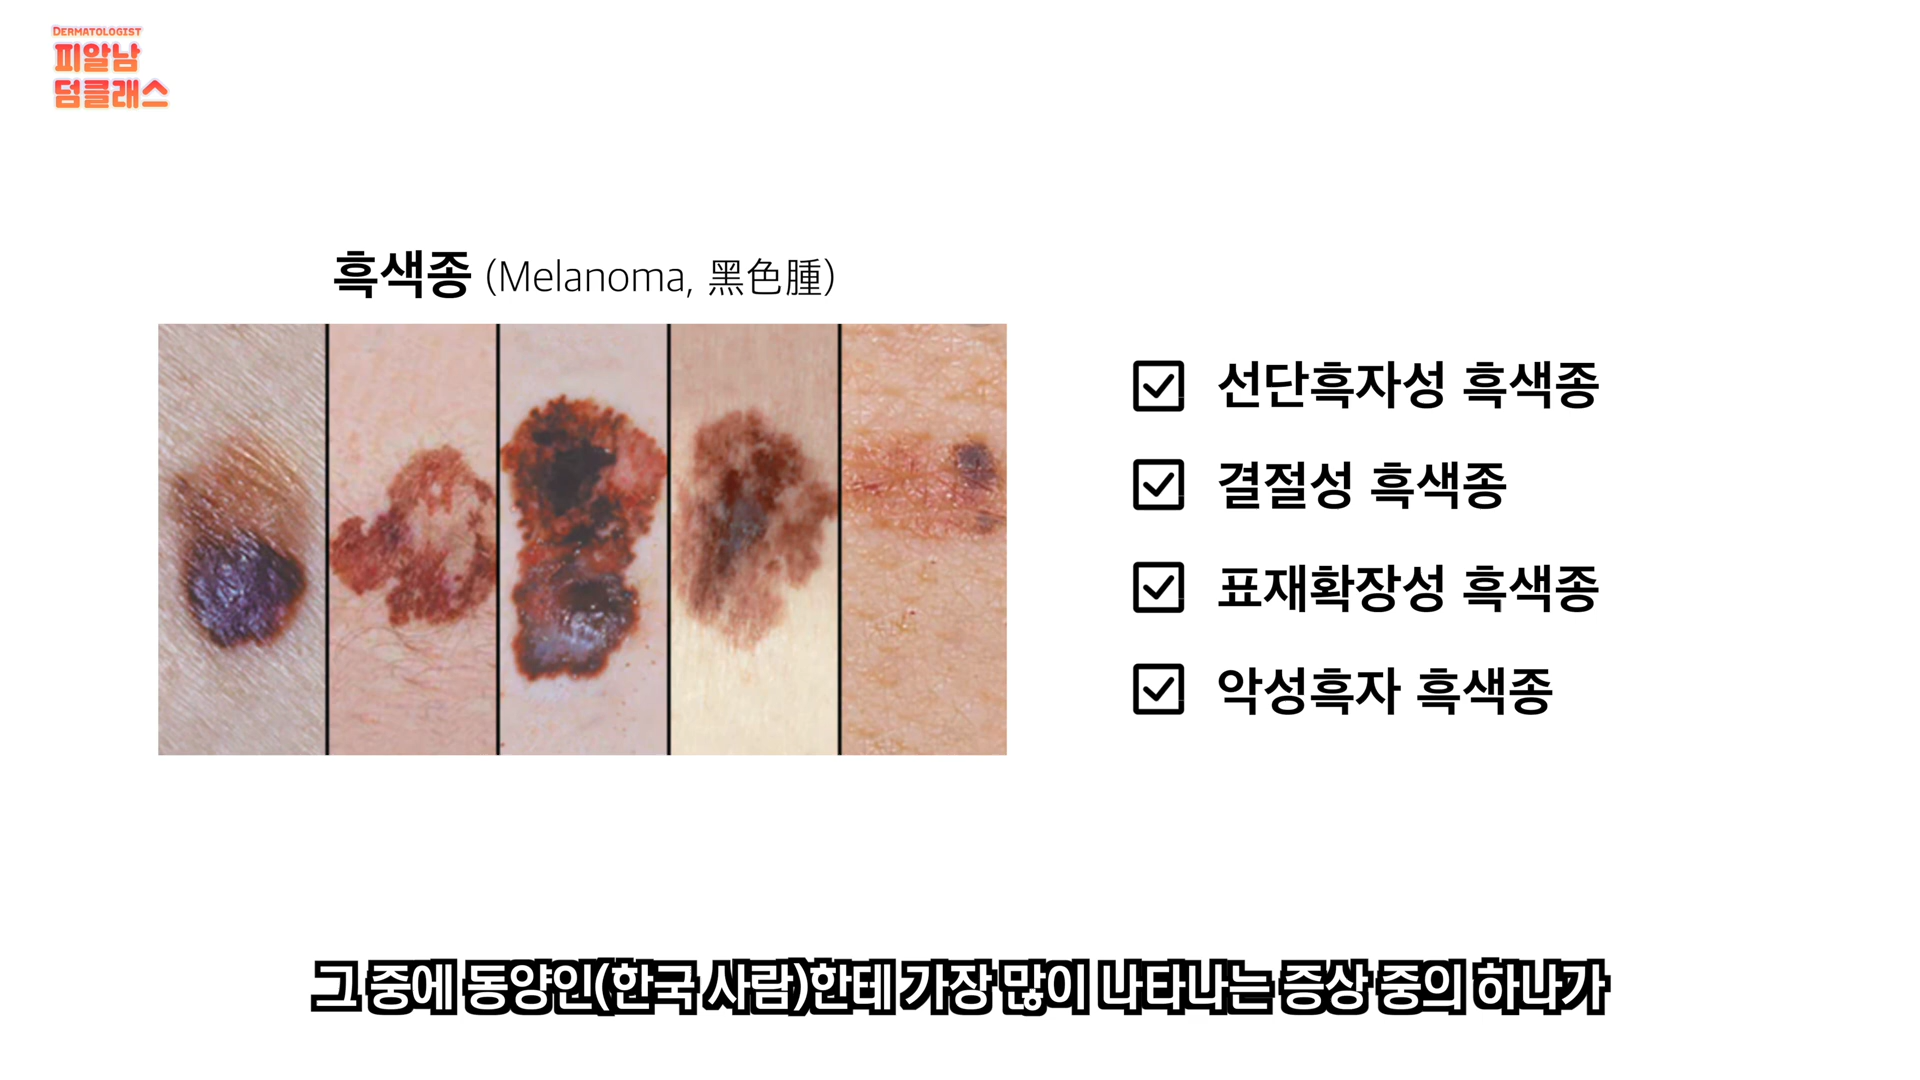 DERMATOLOGIST
피알남
덤클래스
흑색종 (Melanoma, 黑色腫)
선단흑자성 흑색종
결절성 흑색종
표재확장성 흑색종
악성흑자 흑색종
그 중에 동양인(한국 사람)한테 가장 많이 나타나는 증상 중의 하나가